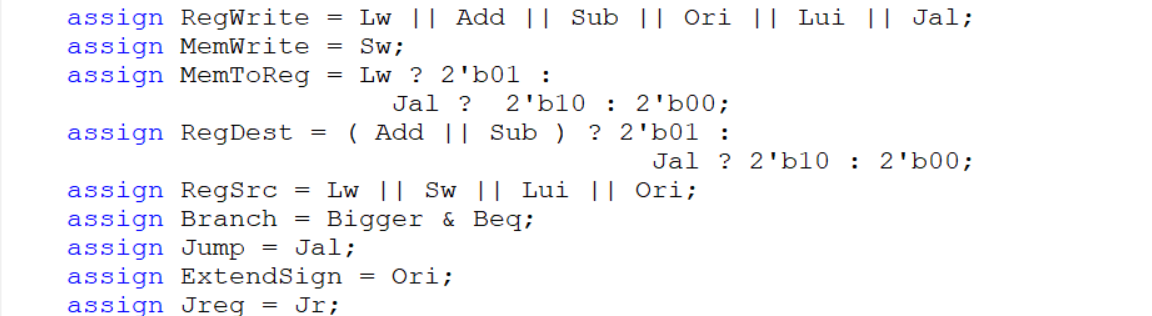 assign RegWrite = Lw || Add || Sub || Ori || Lui || Jal;
assign MemWrite = Sw;
assign MemToReg = Lw ? 2'b01 :
Jal ? 2'b10 : 2'b00;
assign RegDest = ( Add || Sub ) ? 2'b01 :
Jal ? 2'b10 : 2'b00;
assign RegSrc = Lw || Sw || Lui || Ori;
assign Branch = Bigger & Beq;
assign Jump = Jal;
assign ExtendSign = Ori;
assign Jreg = Jr;